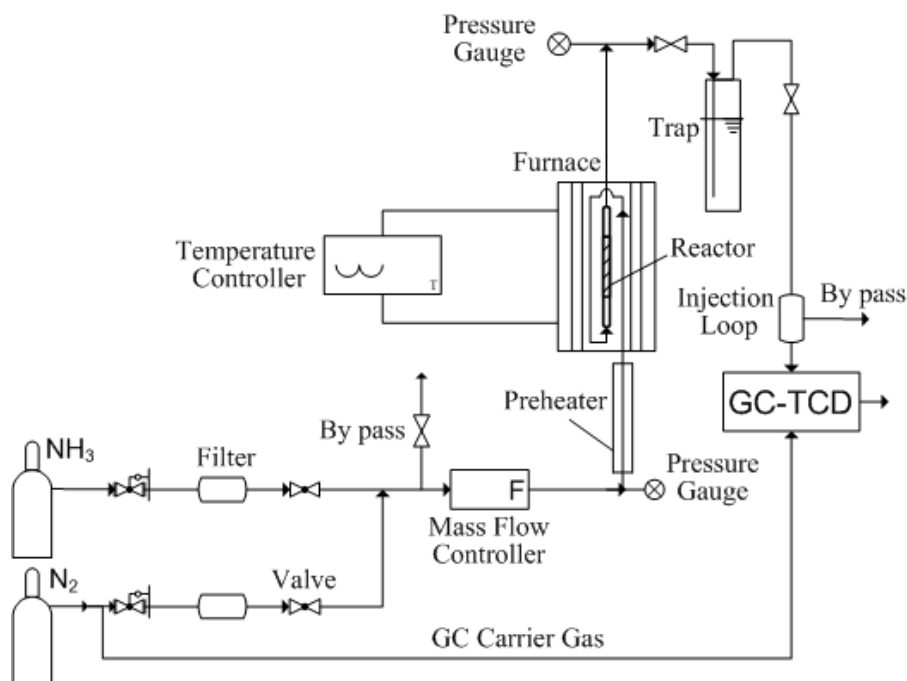 Pressure
Gauge
Trap
Furnace
Temperature
Controller
T
Reactor
Injection
Loop
By pass
GC-TCD
Preheater
By pass
NH3
Filter
F
Mass Flow
Controller
Pressure
Gauge
N2
Valve
GC Carrier Gas